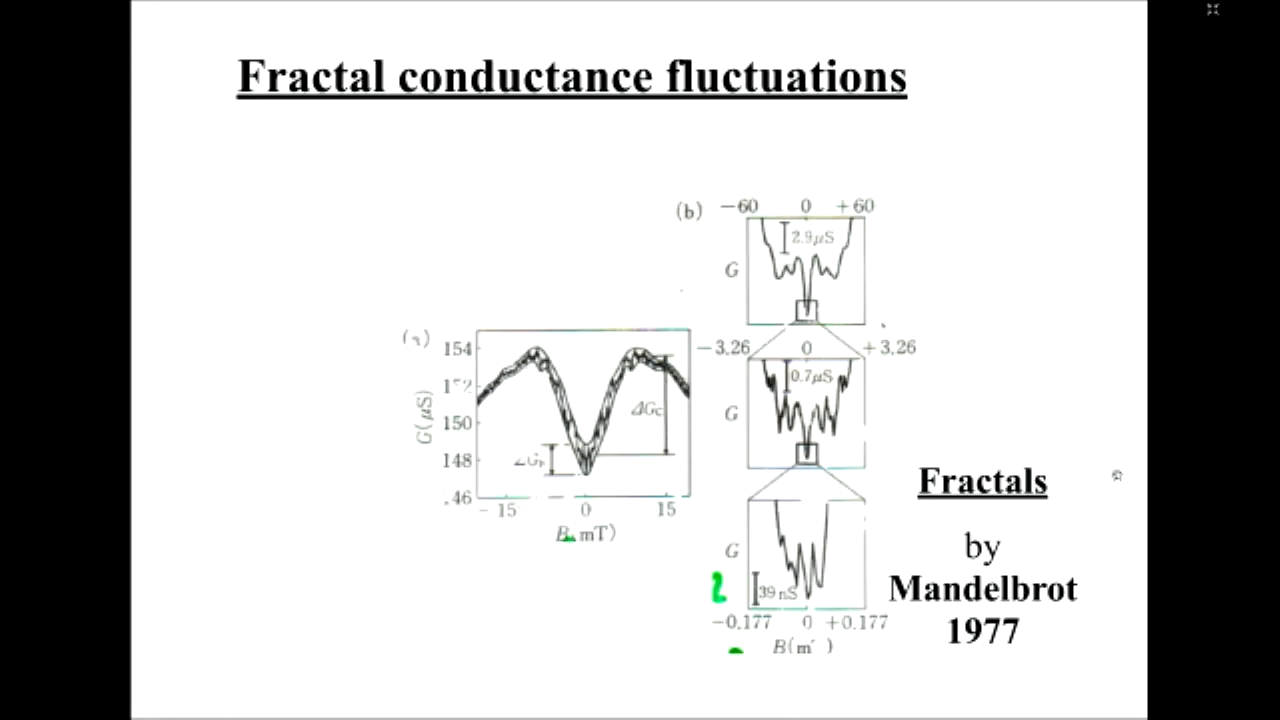 Fractal conductance fluctuations
(b)
−60 0 +60
2.9μS
G
−3.26 0 +3.26
0.7μS
G
G
39 nS
−0.177 0 +0.177
154
150
148
G(μS)
ΔGc
−15 0 15
Fractals
by
Mandelbrot
1977